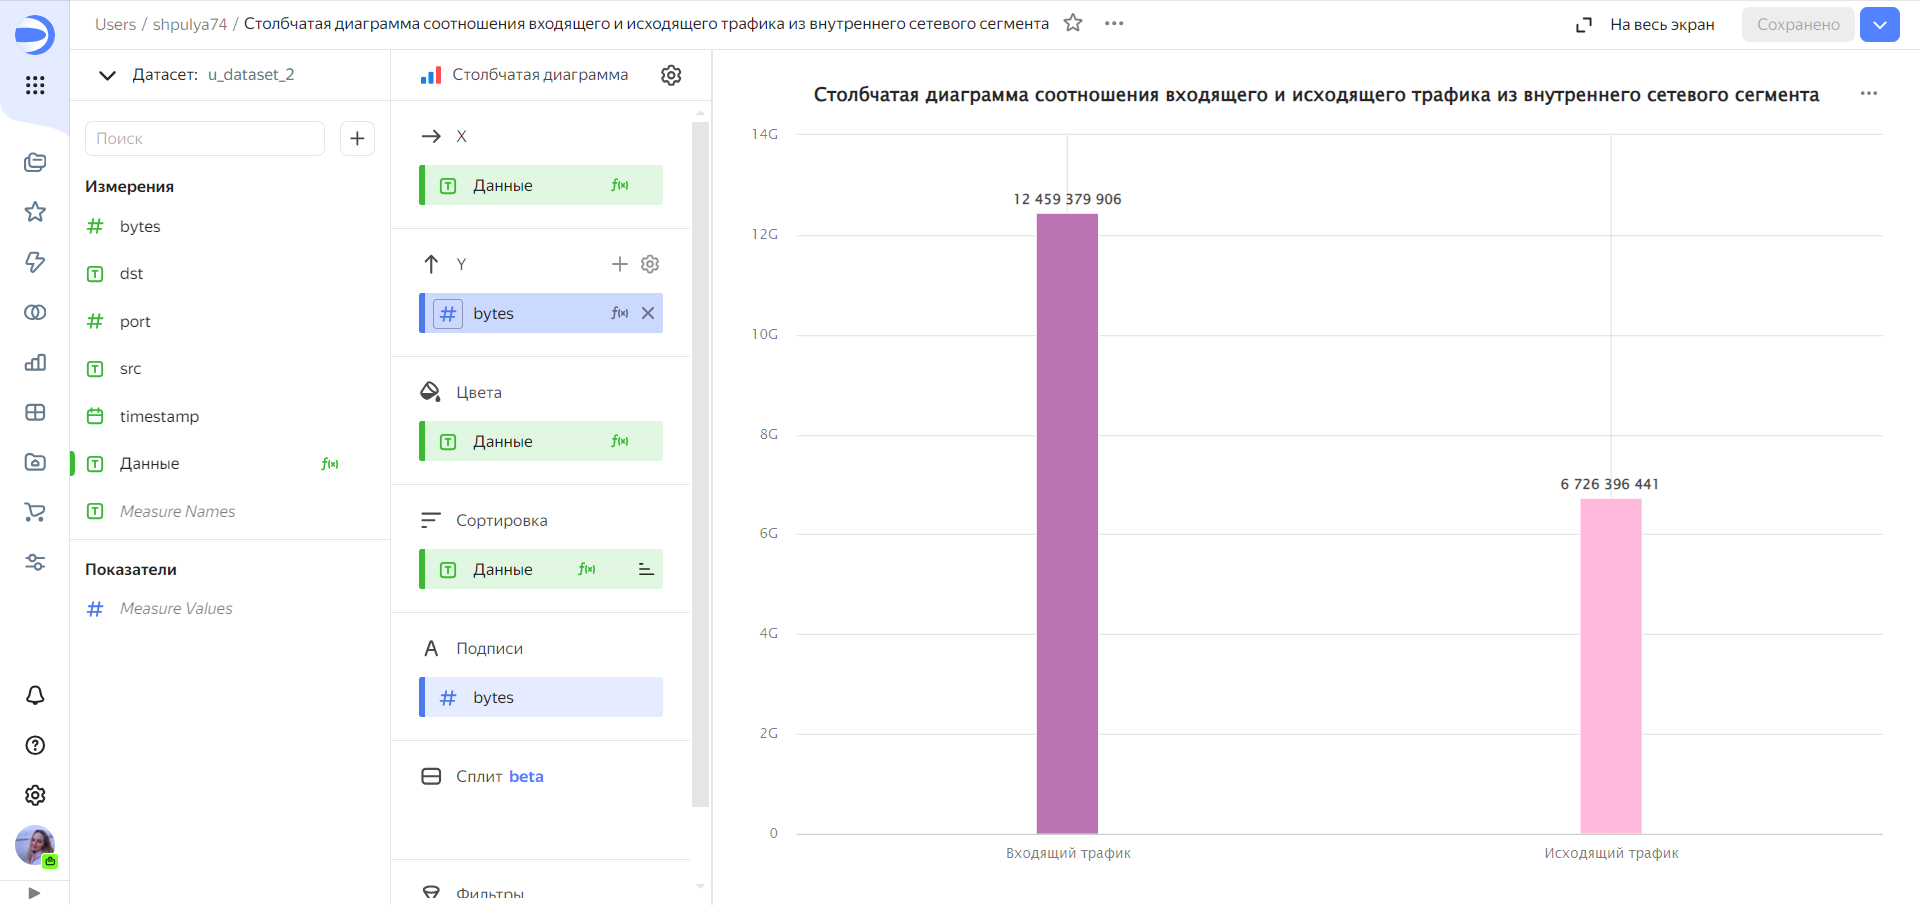 Users / shpulya74 / Столбчатая диаграмма соотношения входящего и исходящего трафика из внутреннего сетевого сегмента
На весь экран
Сохранено
Датасет: u_dataset_2
Поиск
Измерения
bytes
dst
port
src
timestamp
Данные
Measure Names
Показатели
Measure Values
Столбчатая диаграмма
X
Данные
Y
bytes
Цвета
Данные
Сортировка
Данные
Подписи
bytes
Сплит beta
Фильтры
Столбчатая диаграмма соотношения входящего и исходящего трафика из внутреннего сетевого сегмента
14G
12G
10G
8G
6G
4G
2G
0
12 459 379 906
6 726 396 441
Входящий трафик
Исходящий трафик